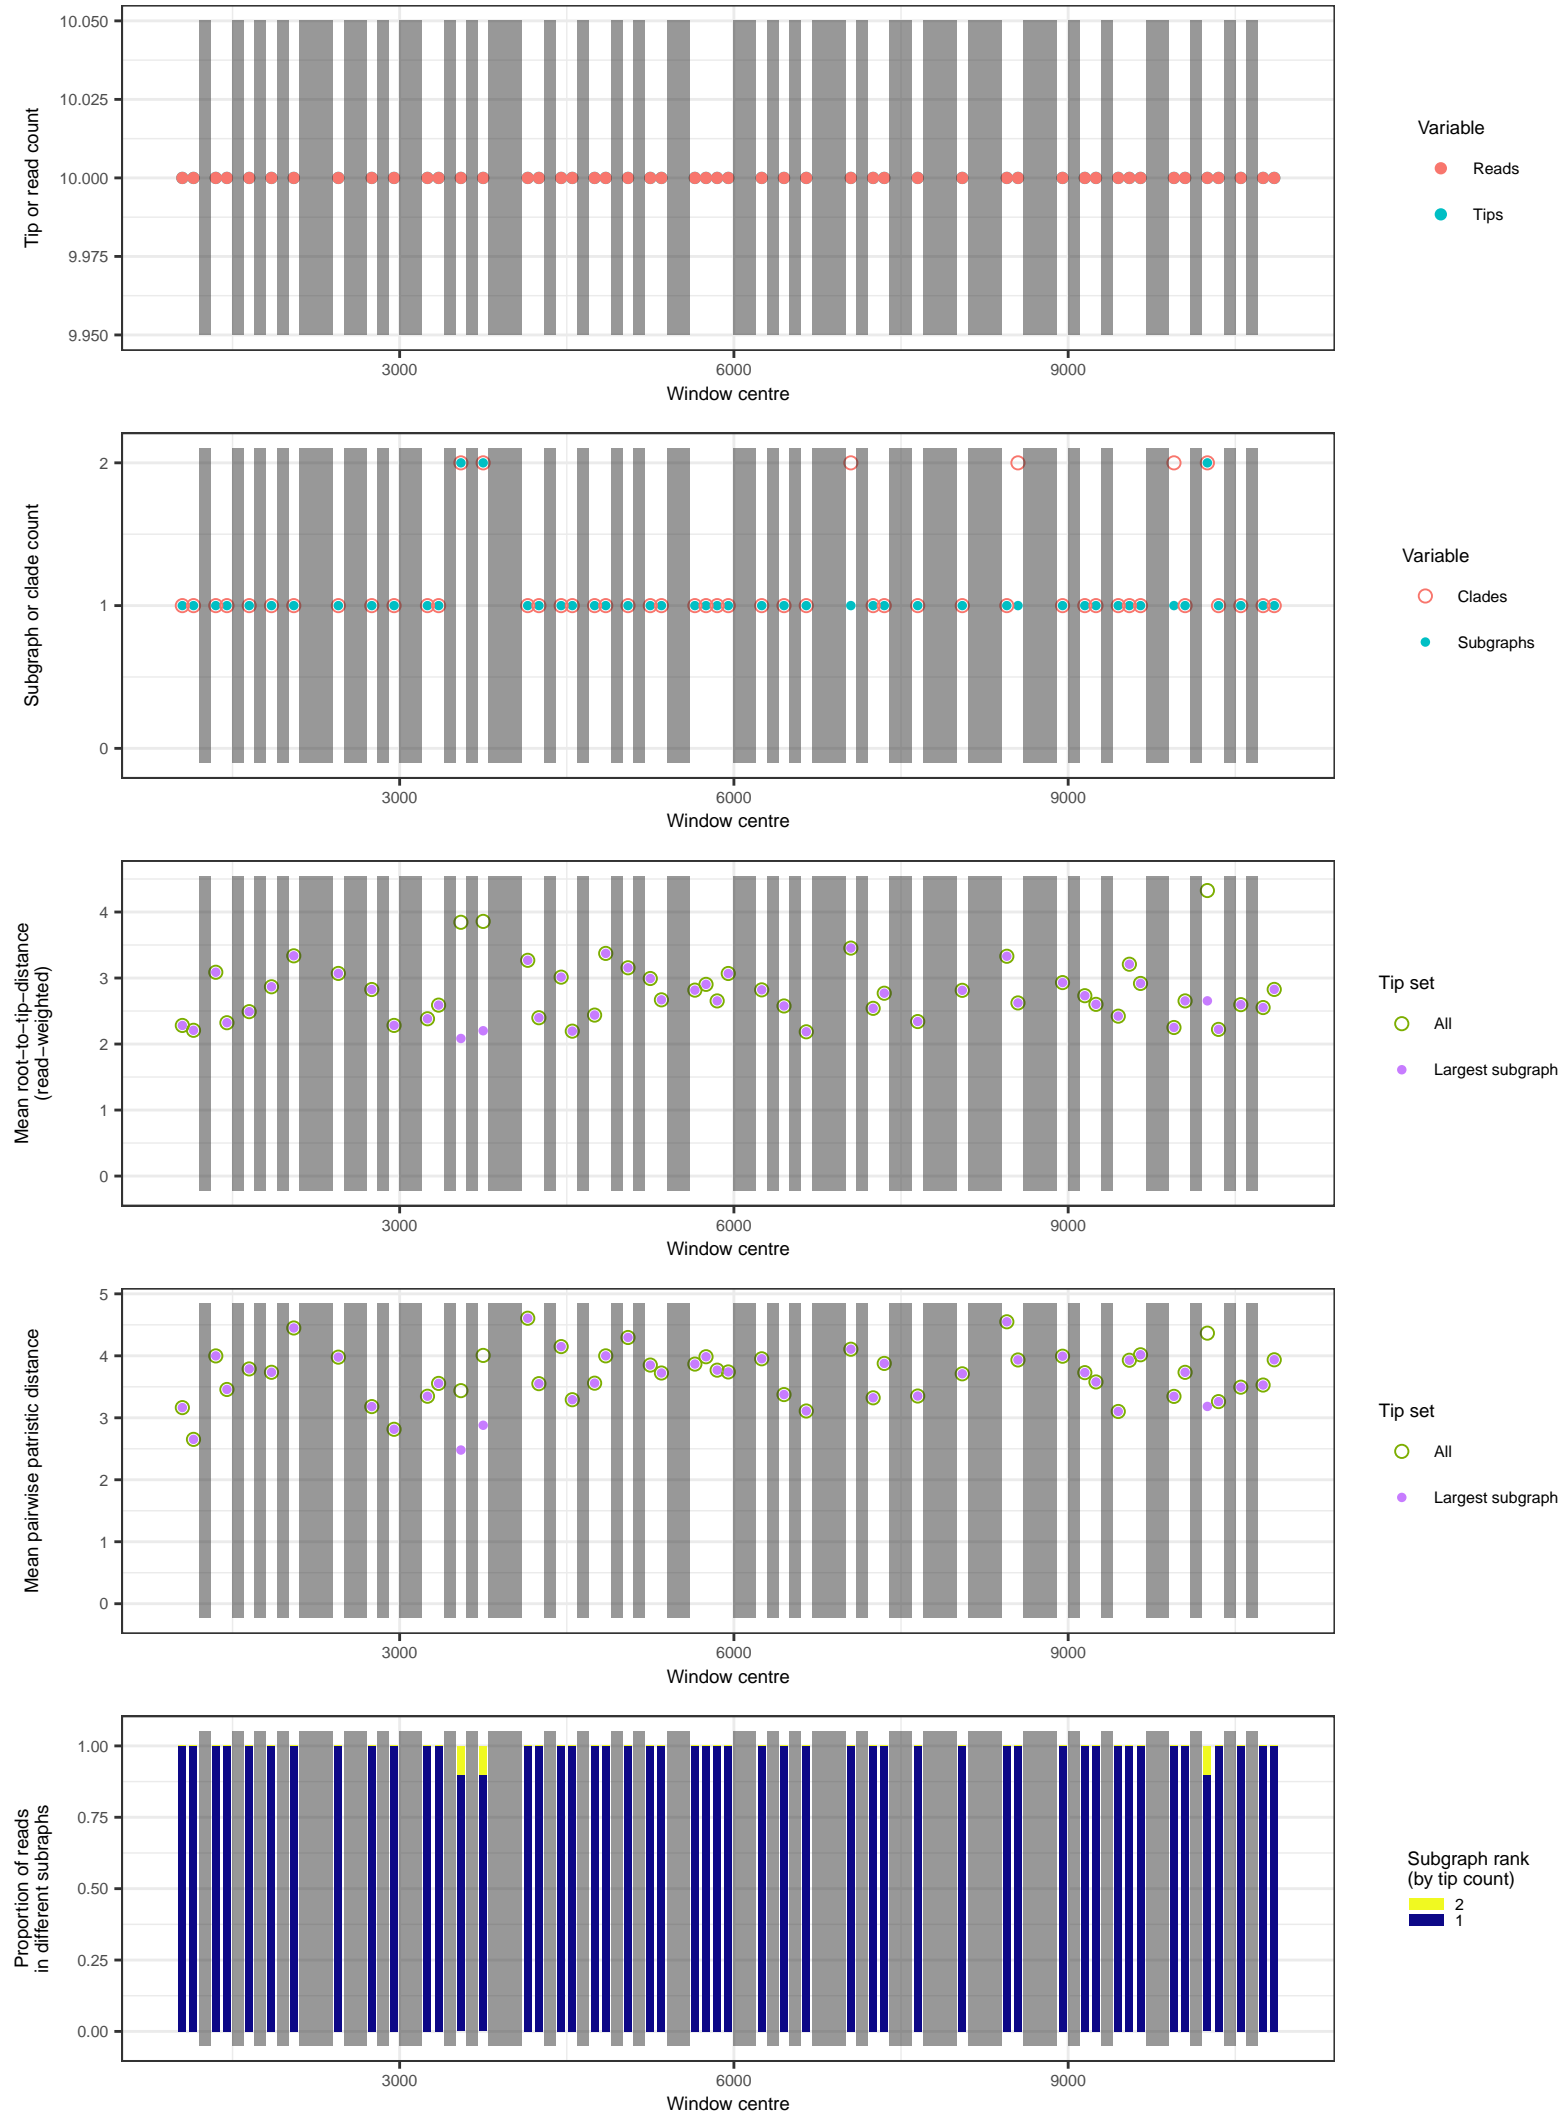 10.050
10.025
10.000
9.975
9.950
Tip or read count
3000
6000
9000
Window centre
Variable
Reads
Tips
2
1
0
Subgraph or clade count
3000
6000
9000
Window centre
Variable
Clades
Subgraphs
4
3
2
1
0
Mean root−to−tip−distance
(read−weighted)
3000
6000
9000
Window centre
Tip set
All
Largest subgraph
5
4
3
2
1
0
Mean pairwise patristic distance
3000
6000
9000
Window centre
Tip set
All
Largest subgraph
1.00
0.75
0.50
0.25
0.00
Proportion of reads
in different subraphs
3000
6000
9000
Window centre
Subgraph rank
(by tip count)
2
1